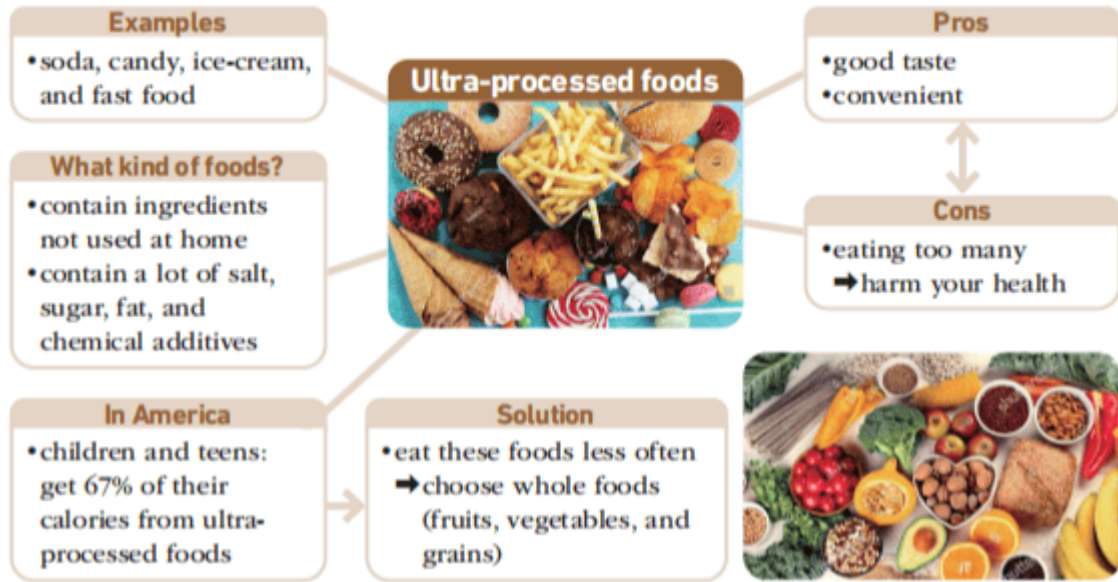 Examples
•soda, candy, ice-cream,
and fast food
What kind of foods?
•contain ingredients
not used at home
•contain a lot of salt,
sugar, fat, and
chemical additives
In America
•children and teens:
get 67% of their
calories from ultra-
processed foods
Ultra-processed foods
Solution
•eat these foods less often
➡choose whole foods
(fruits, vegetables, and
grains)
Pros
•good taste
•convenient
Cons
•eating too many
➡harm your health